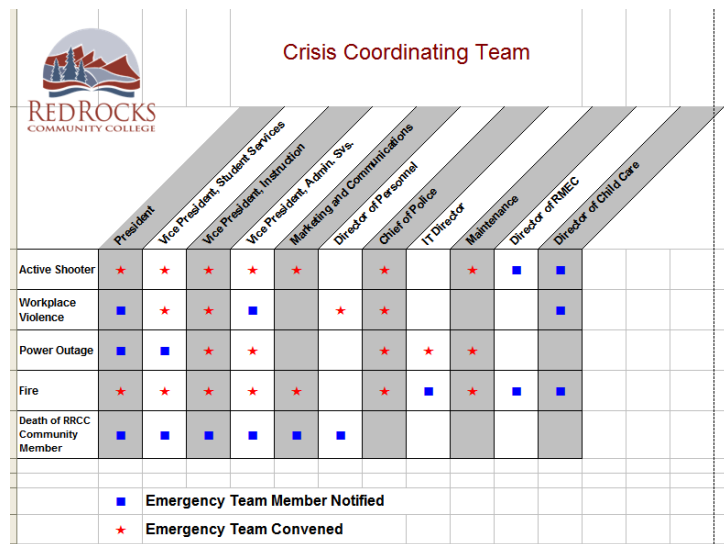 Crisis Coordinating Team
REDROCKS
COMMUNITY COLLEGE
President
Vice President, Student Services
Vice President, Instruction
Vice President, Admin. Svs.
Marketing and Communications
Director of Personnel
Chief of Police
IT Director
Maintenance
Director of RMEC
Director of Child Care
Active Shooter
Workplace
Violence
Power Outage
Fire
Death of RRCC
Community
Member
Emergency Team Member Notified
Emergency Team Convened